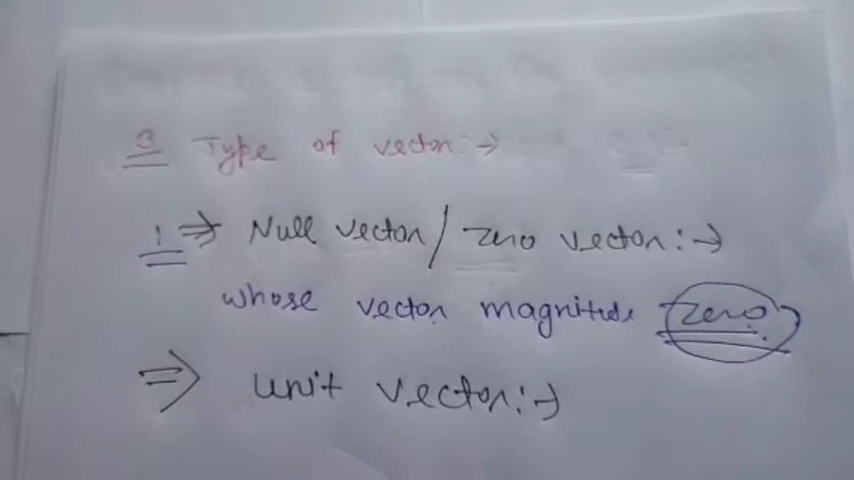 3 Type of vector :→
1 ⇒ Null vector / Zero vector :→
whose vector magnitude zero.
⇒ unit vector :→